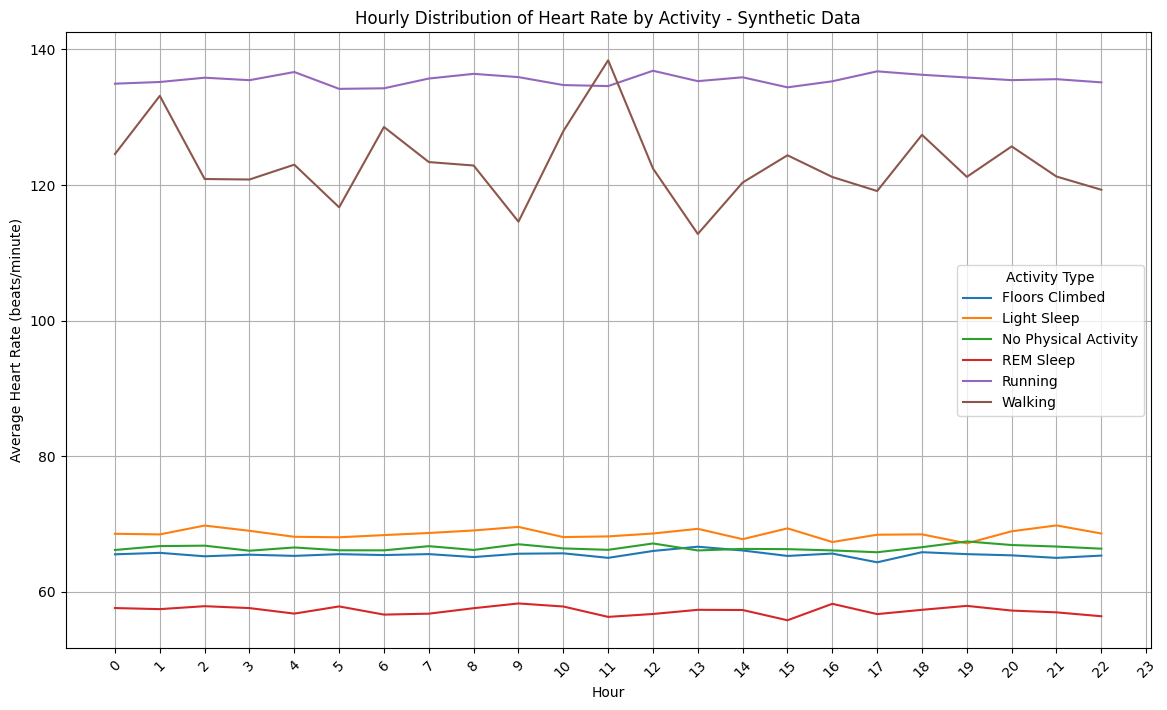 Hourly Distribution of Heart Rate by Activity - Synthetic Data
Average Heart Rate (beats/minute)
140
120
100
80
60
Activity Type
Floors Climbed
Light Sleep
No Physical Activity
REM Sleep
Running
Walking
0 1 2 3 4 5 6 7 8 9 10 11 12 13 14 15 16 17 18 19 20 21 22 23
Hour